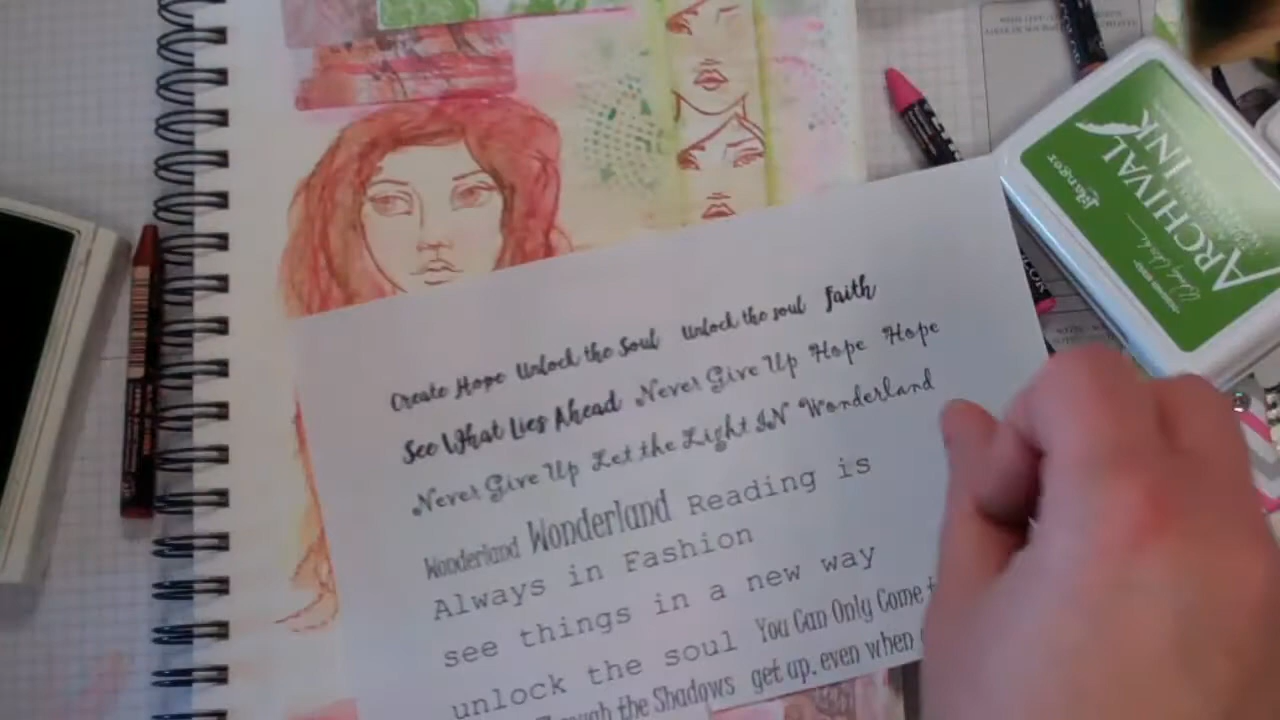 Create Hope Unlock the Soul Unlock the soul Faith
See What Lies Ahead Never Give Up Hope Hope
Never Give Up Let the Light IN Wonderland
Wonderland Wonderland Reading is
Always in Fashion
see things in a new way
unlock the soul You Can Only Come
Through the Shadows get up, even when
Ranger
ARCHIVAL
INK